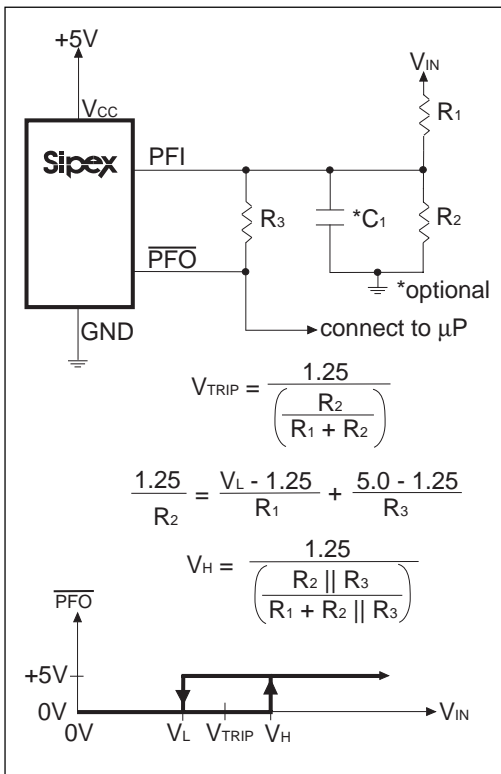 +5V
VCC
Sipex
PFI
PFO
GND
VIN
R1
R3
*C1
R2
*optional
connect to µP
VTRIP = 1.25 / (R2 / (R1 + R2))
1.25 / R2 = (VL - 1.25) / R1 + (5.0 - 1.25) / R3
VH = 1.25 / (R2 || R3 / (R1 + R2 || R3))
PFO
+5V
0V
0V
VL
VTRIP
VH
VIN